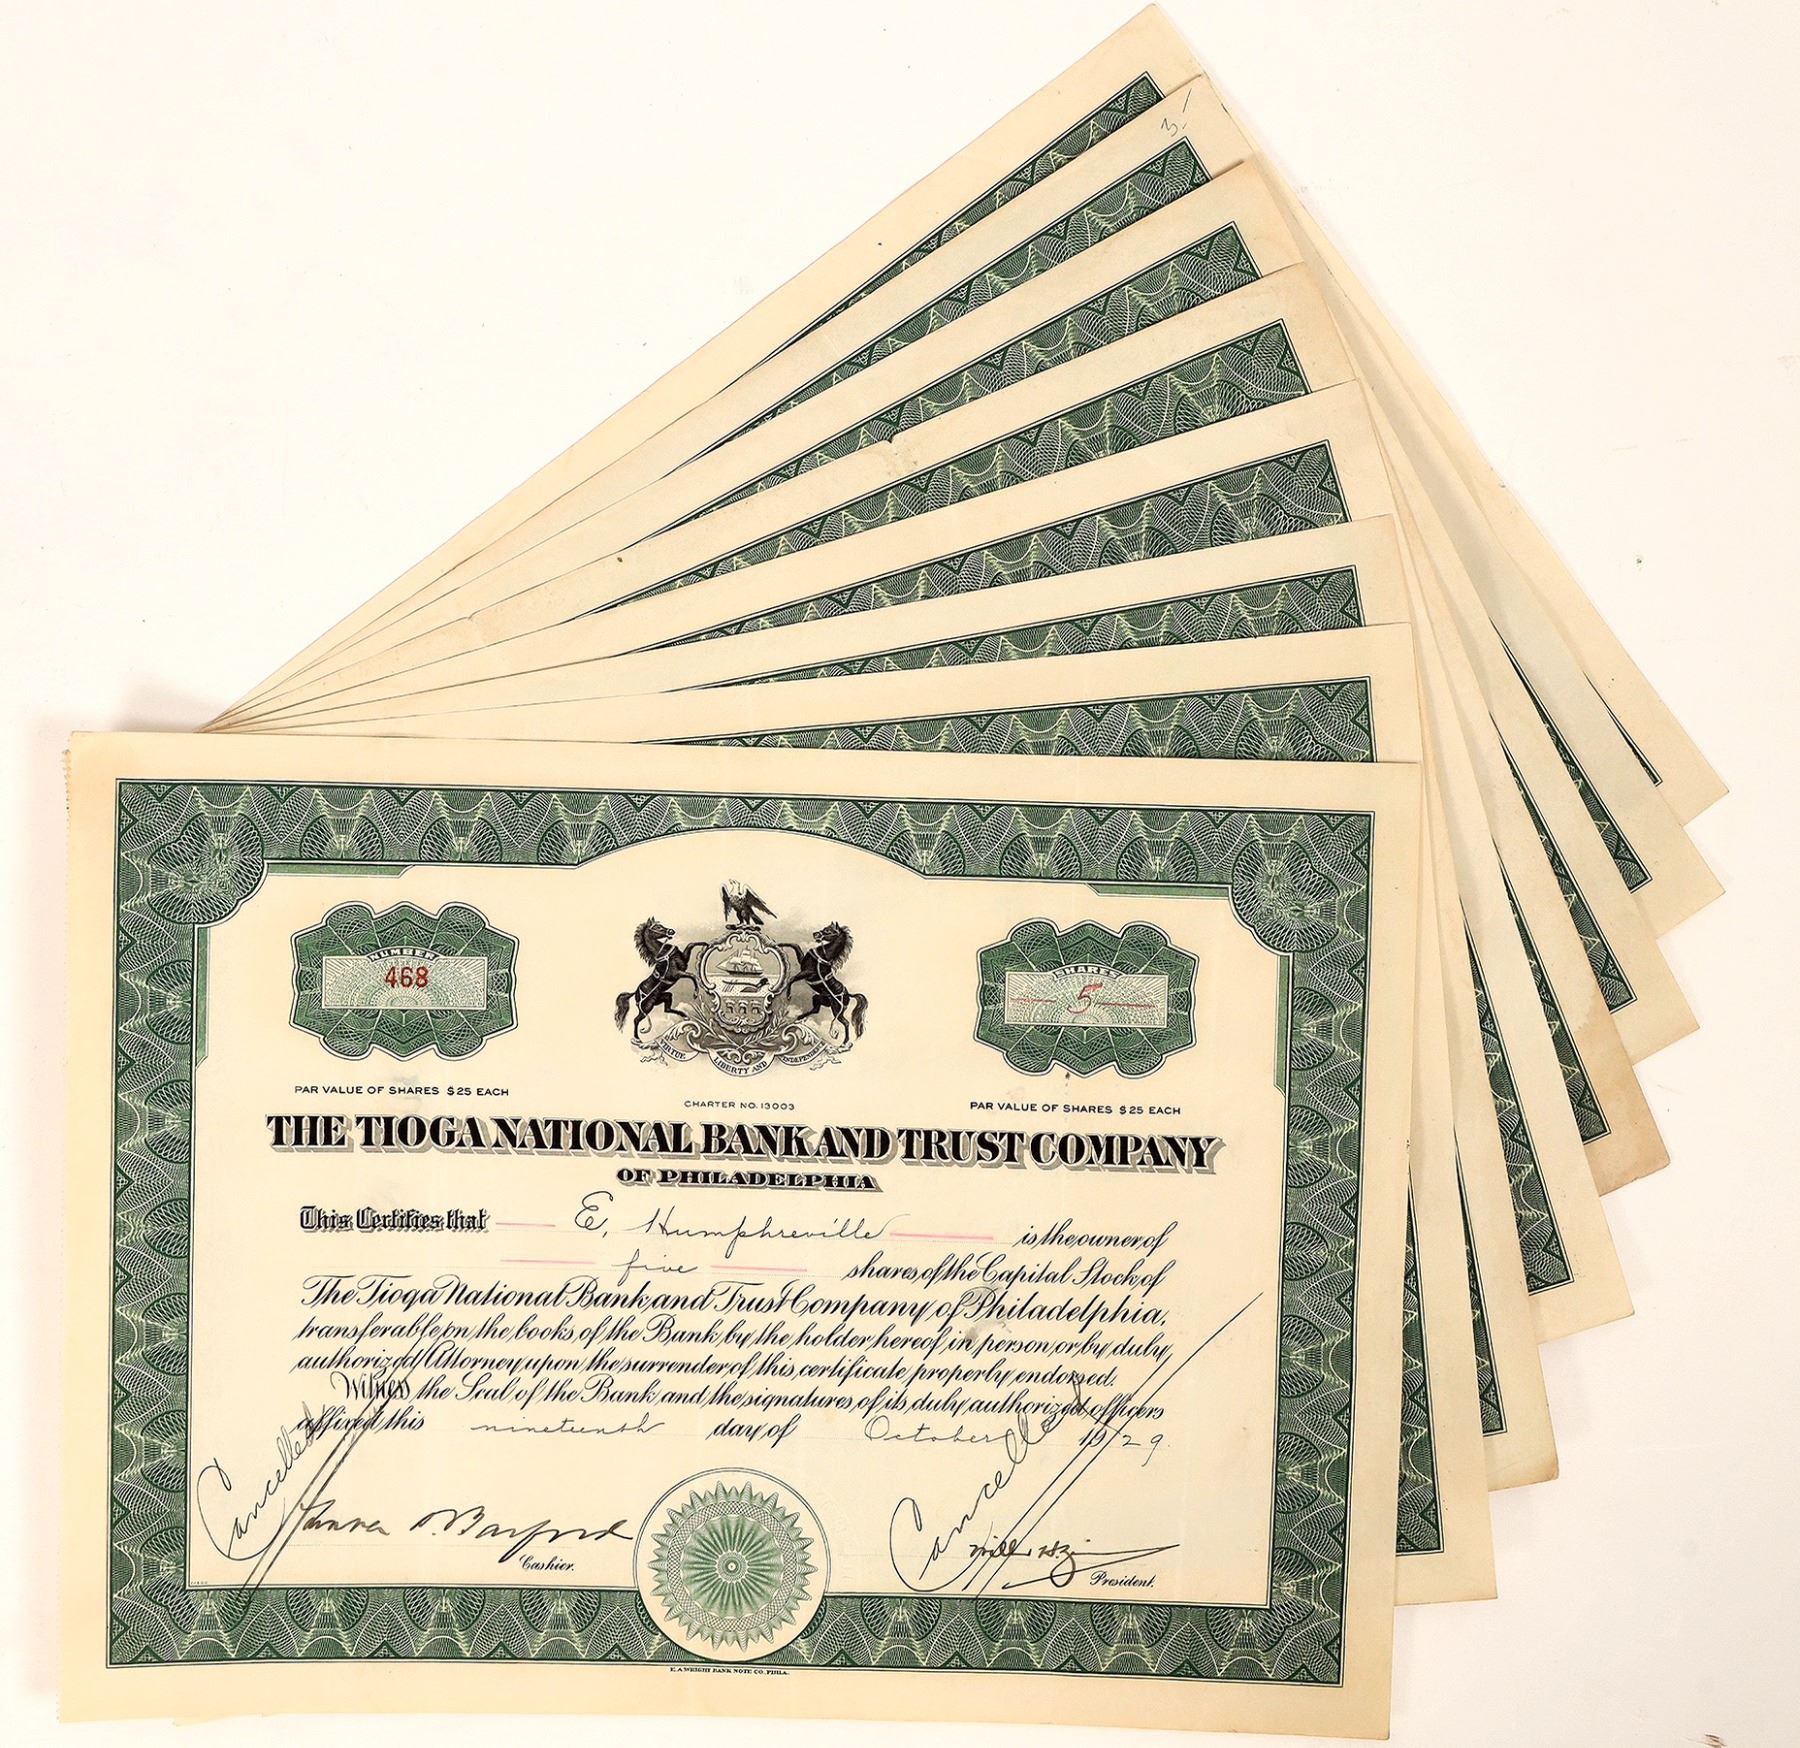 NUMBER
468
SHARES
5
VIRTUE
LIBERTY AND
INDEPENDENCE
PAR VALUE OF SHARES $25 EACH
CHARTER NO. 13003
PAR VALUE OF SHARES $25 EACH
THE TIOGA NATIONAL BANK AND TRUST COMPANY
OF PHILADELPHIA
This Certifies that E. Humphreville is the owner of
five shares of the Capital Stock of
The Tioga National Bank and Trust Company of Philadelphia,
transferable on the books of the Bank by the holder hereof in person or by duly
authorized Attorney upon the surrender of this certificate properly endorsed.
Witness the Seal of the Bank and the signatures of its duly authorized officers
affixed this nineteenth day of October 1929.
Cancelled
Cancelled
Cashier.
President.
E. A. WRIGHT BANK NOTE CO. PHILA.